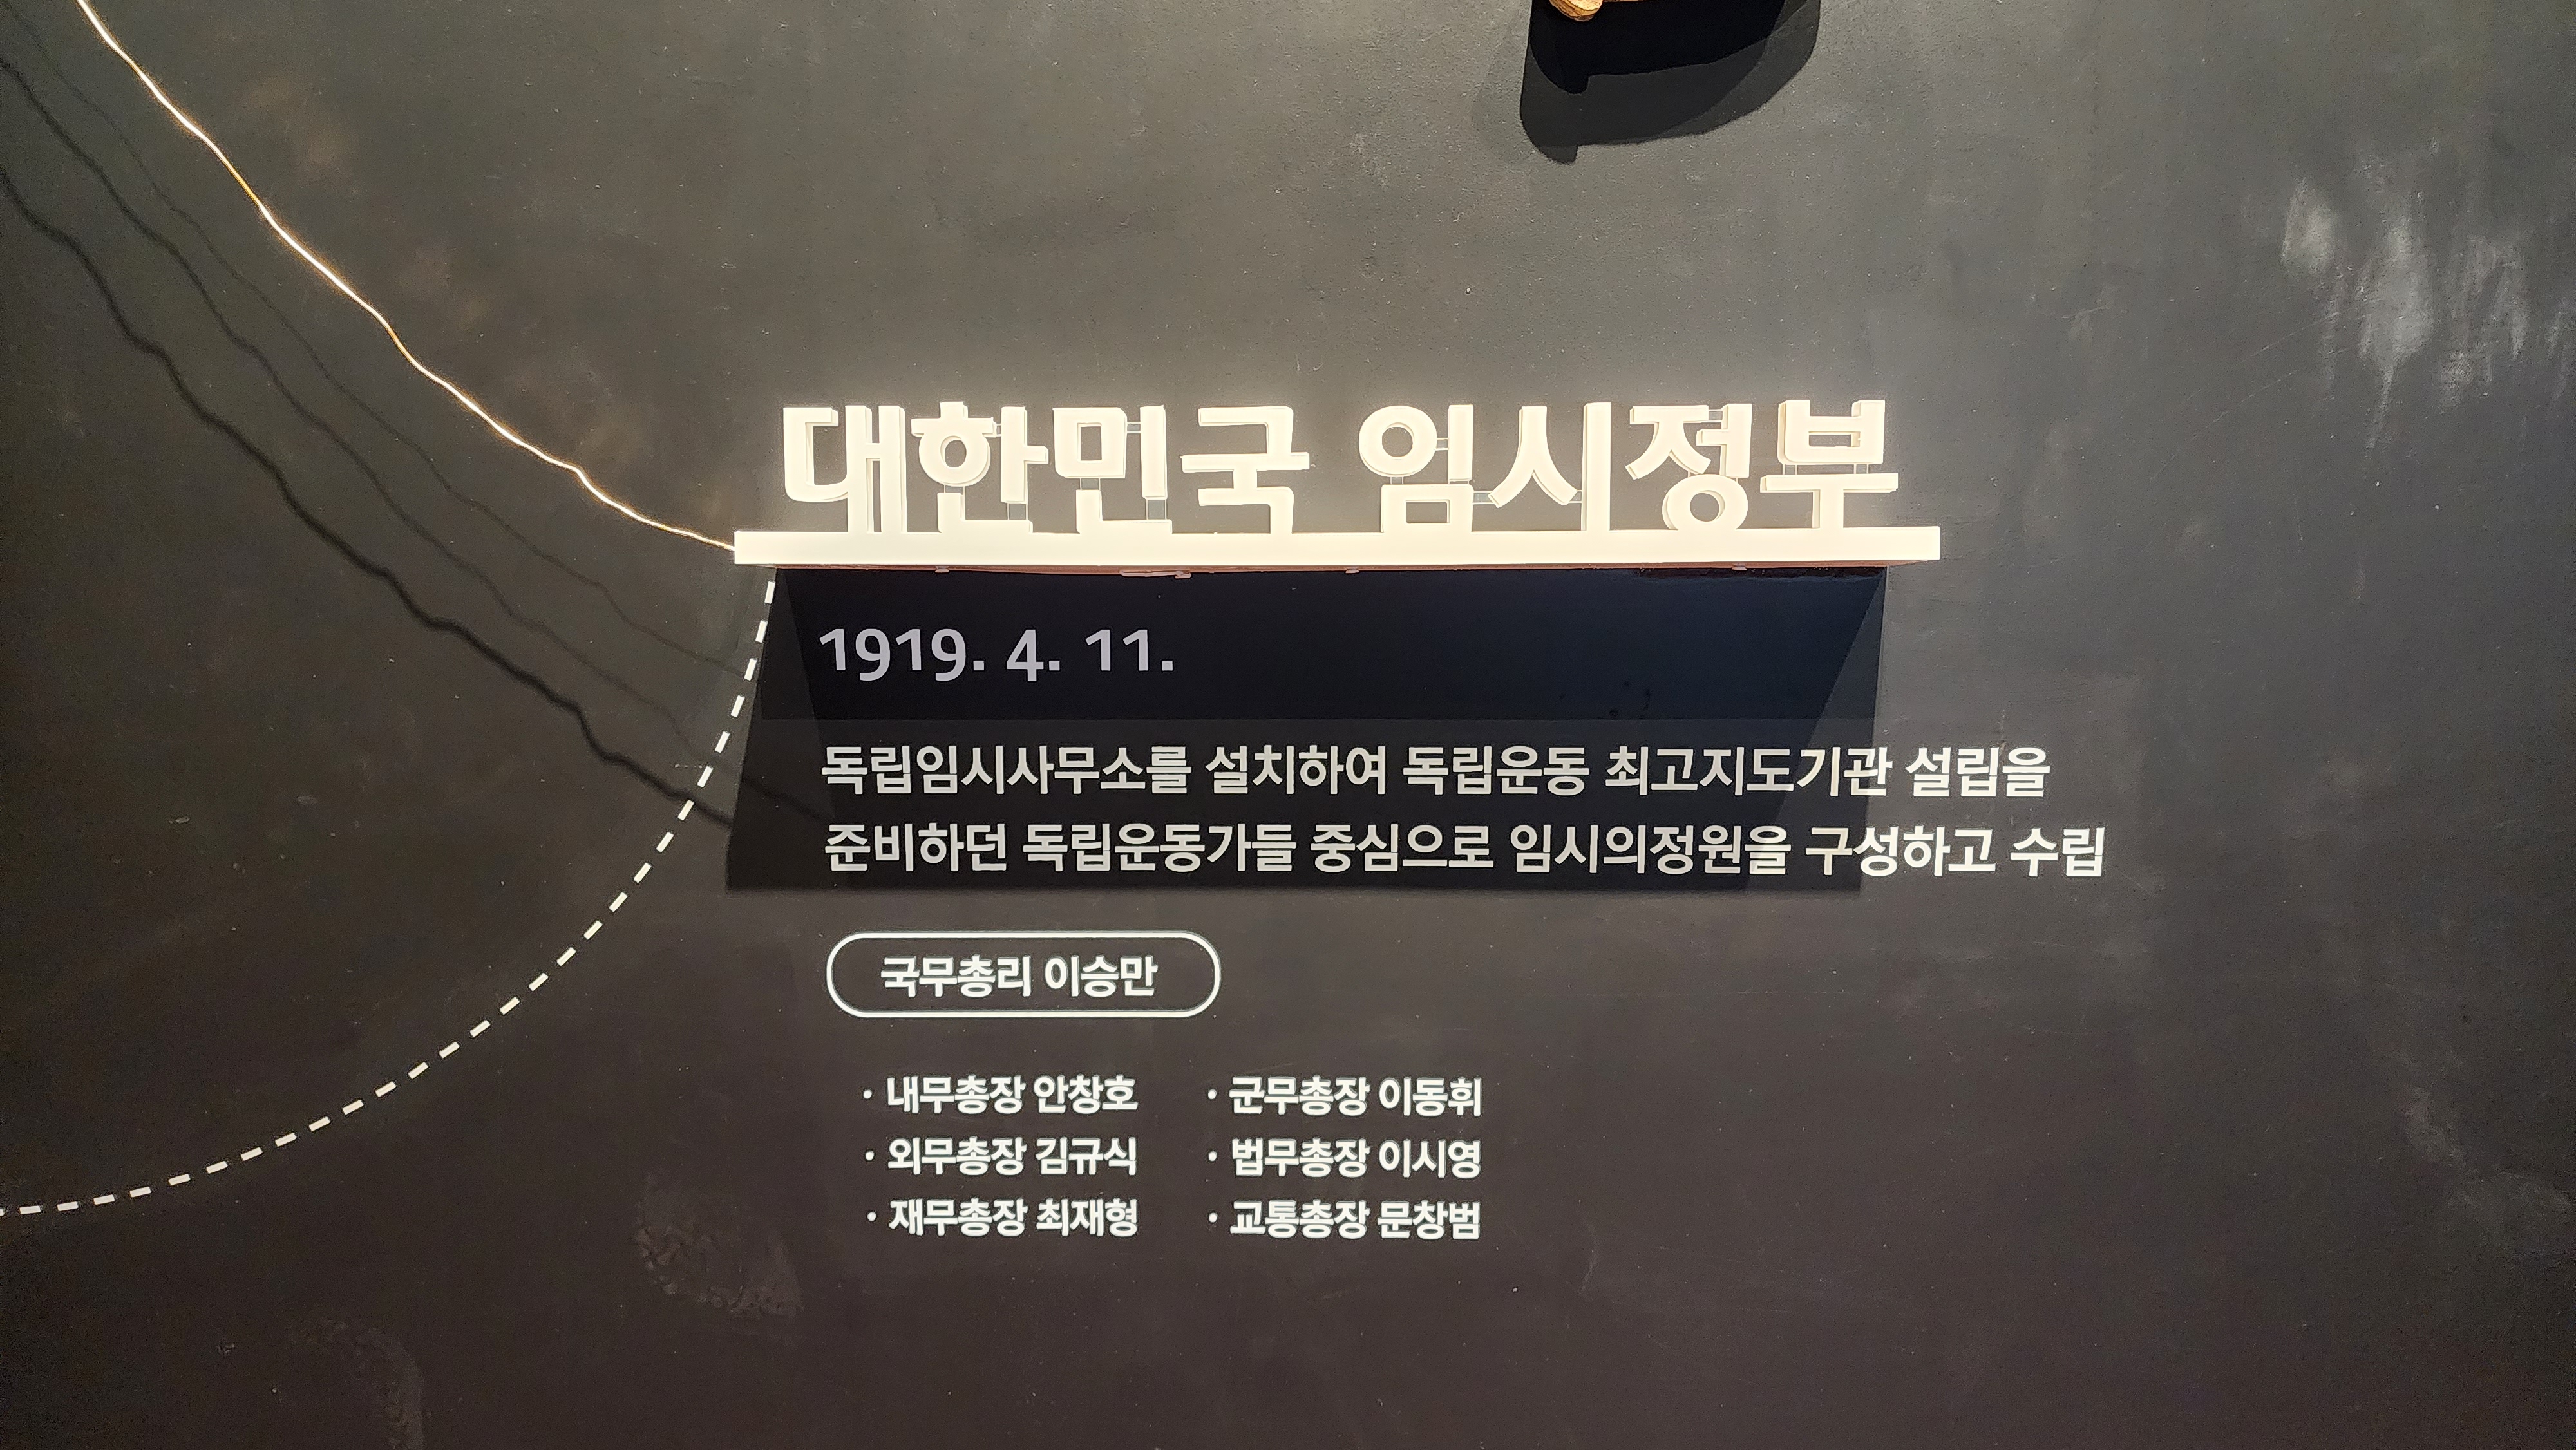 대한민국 임시정부
1919. 4. 11.
독립임시사무소를 설치하여 독립운동 최고지도기관 설립을
준비하던 독립운동가들 중심으로 임시의정원을 구성하고 수립
국무총리 이승만
· 내무총장 안창호 · 군무총장 이동휘
· 외무총장 김규식 · 법무총장 이시영
· 재무총장 최재형 · 교통총장 문창범